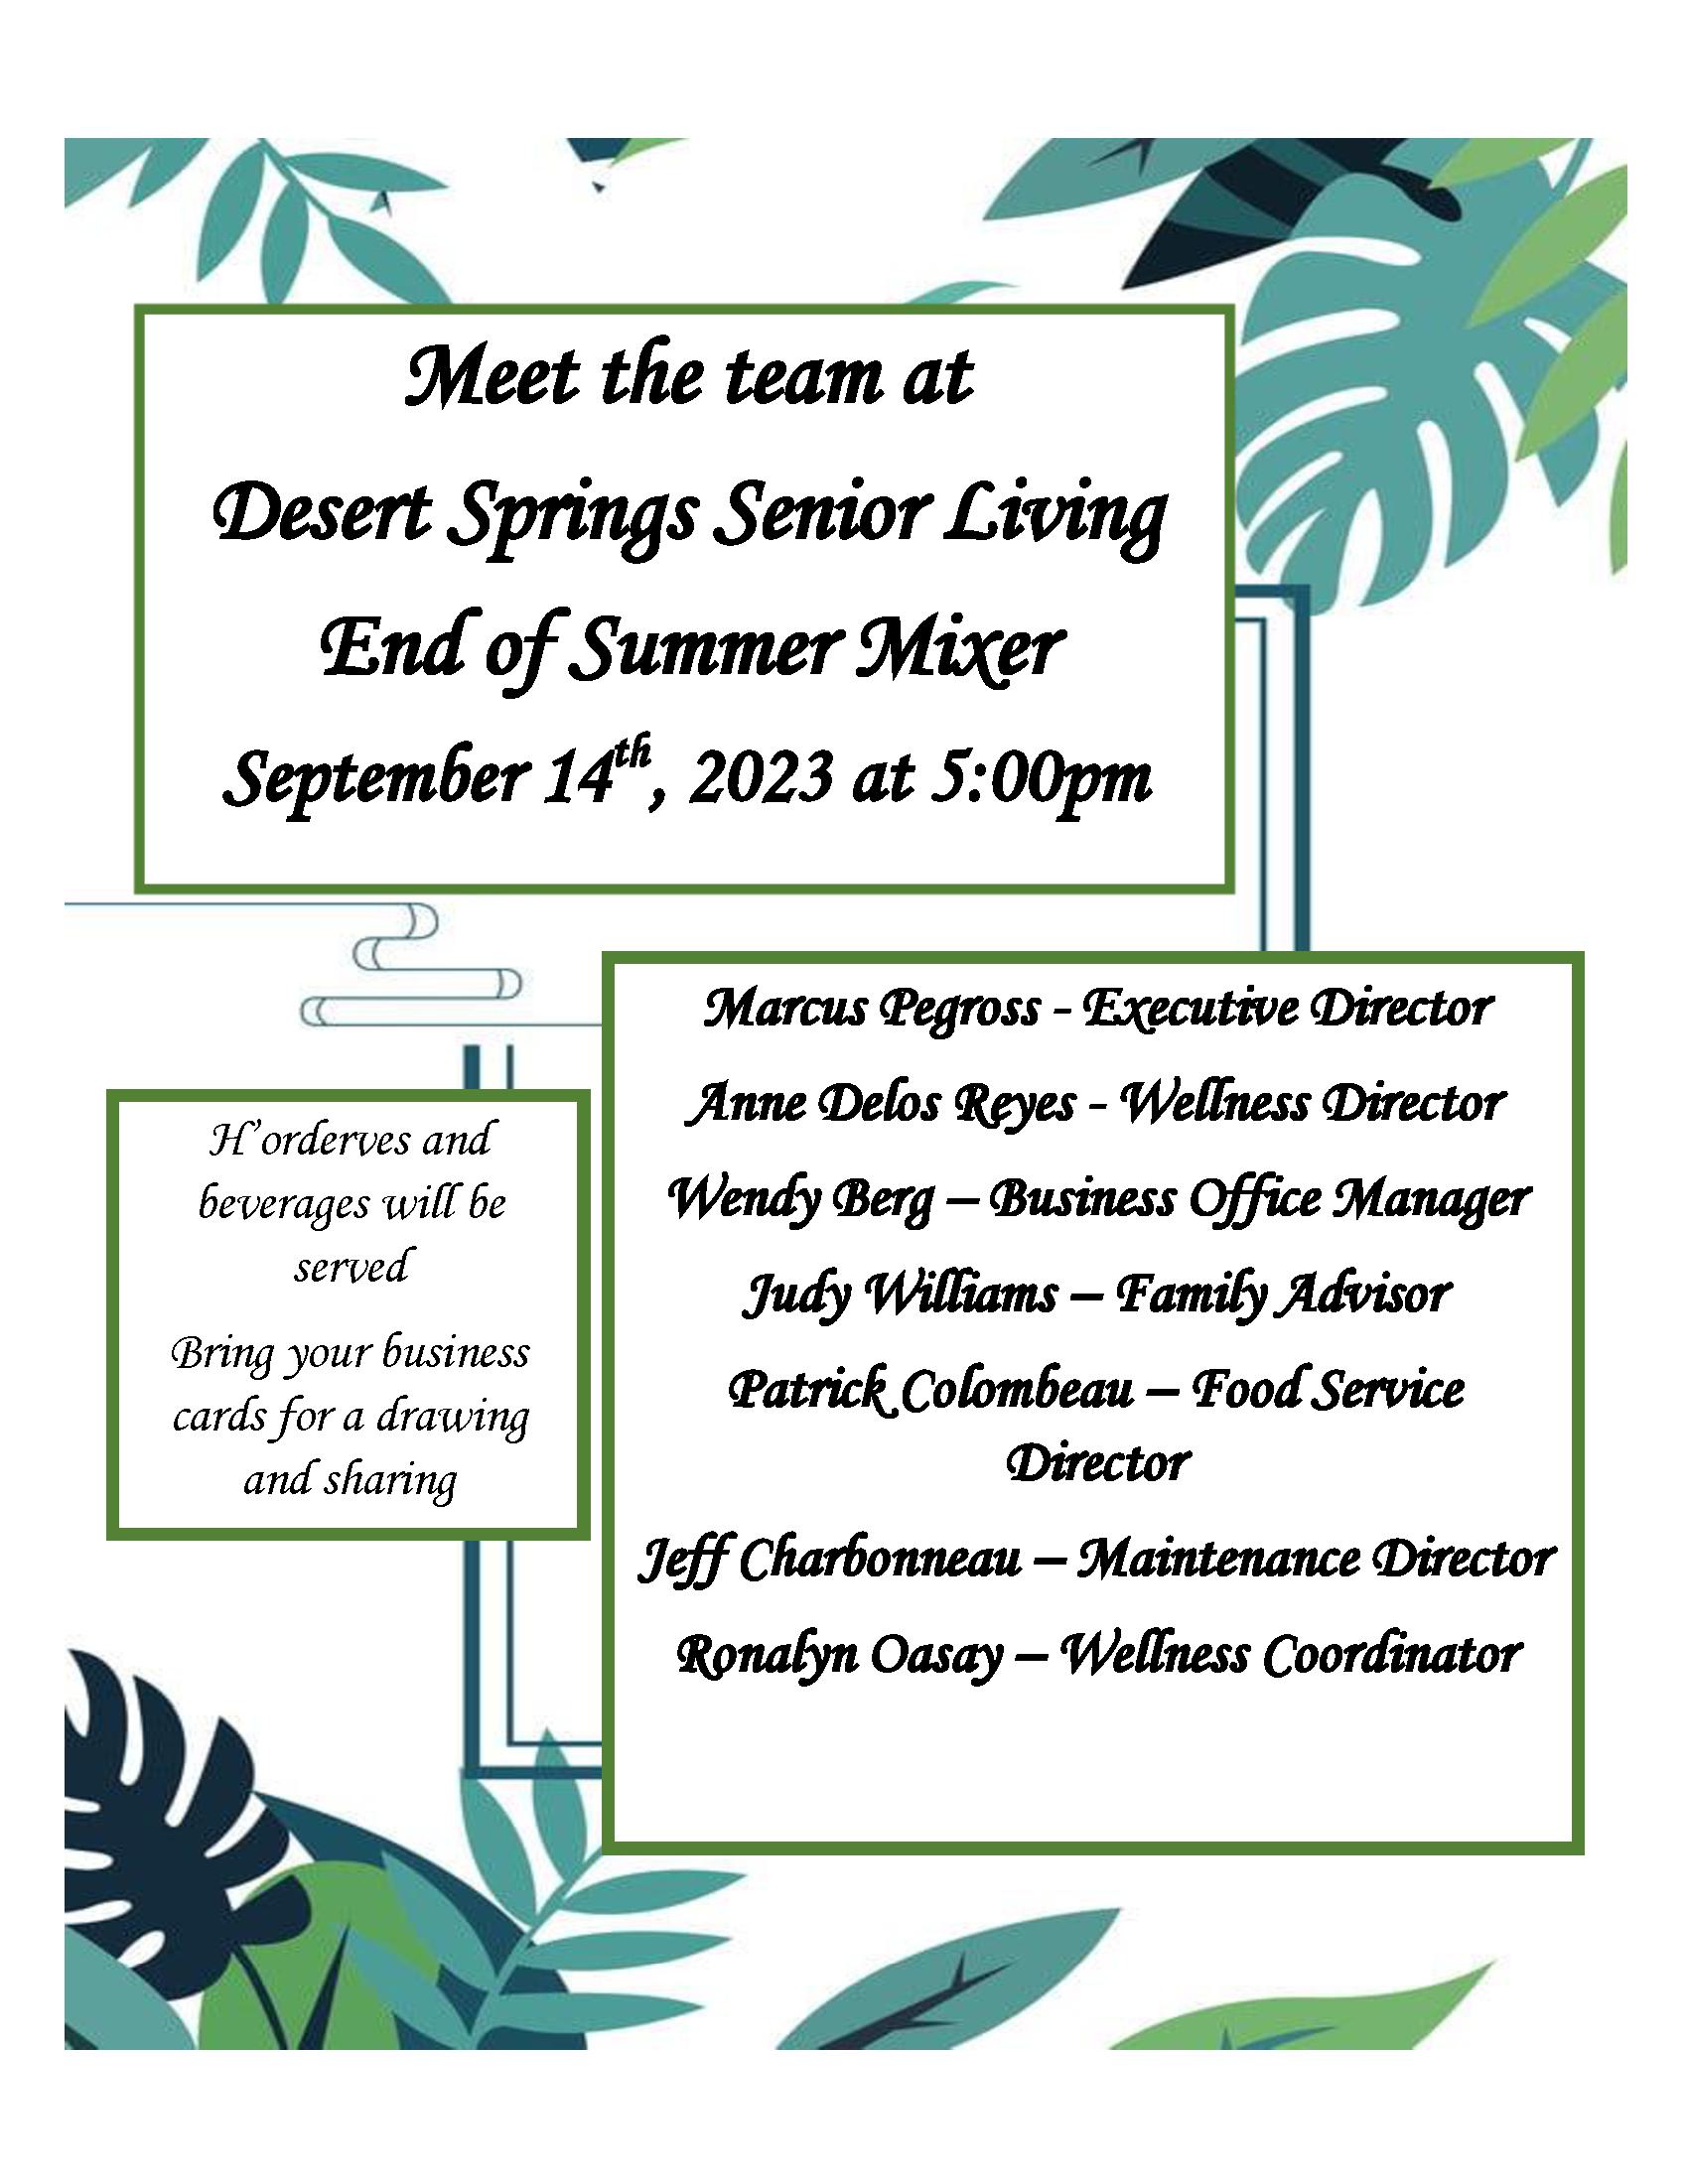 Meet the team at
Desert Springs Senior Living
End of Summer Mixer
September 14th, 2023 at 5:00pm
H'orderves and
beverages will be
served
Bring your business
cards for a drawing
and sharing
Marcus Pegross - Executive Director
Anne Delos Reyes - Wellness Director
Wendy Berg – Business Office Manager
Judy Williams – Family Advisor
Patrick Colombeau – Food Service
Director
Jeff Charbonneau – Maintenance Director
Ronalyn Oasay – Wellness Coordinator